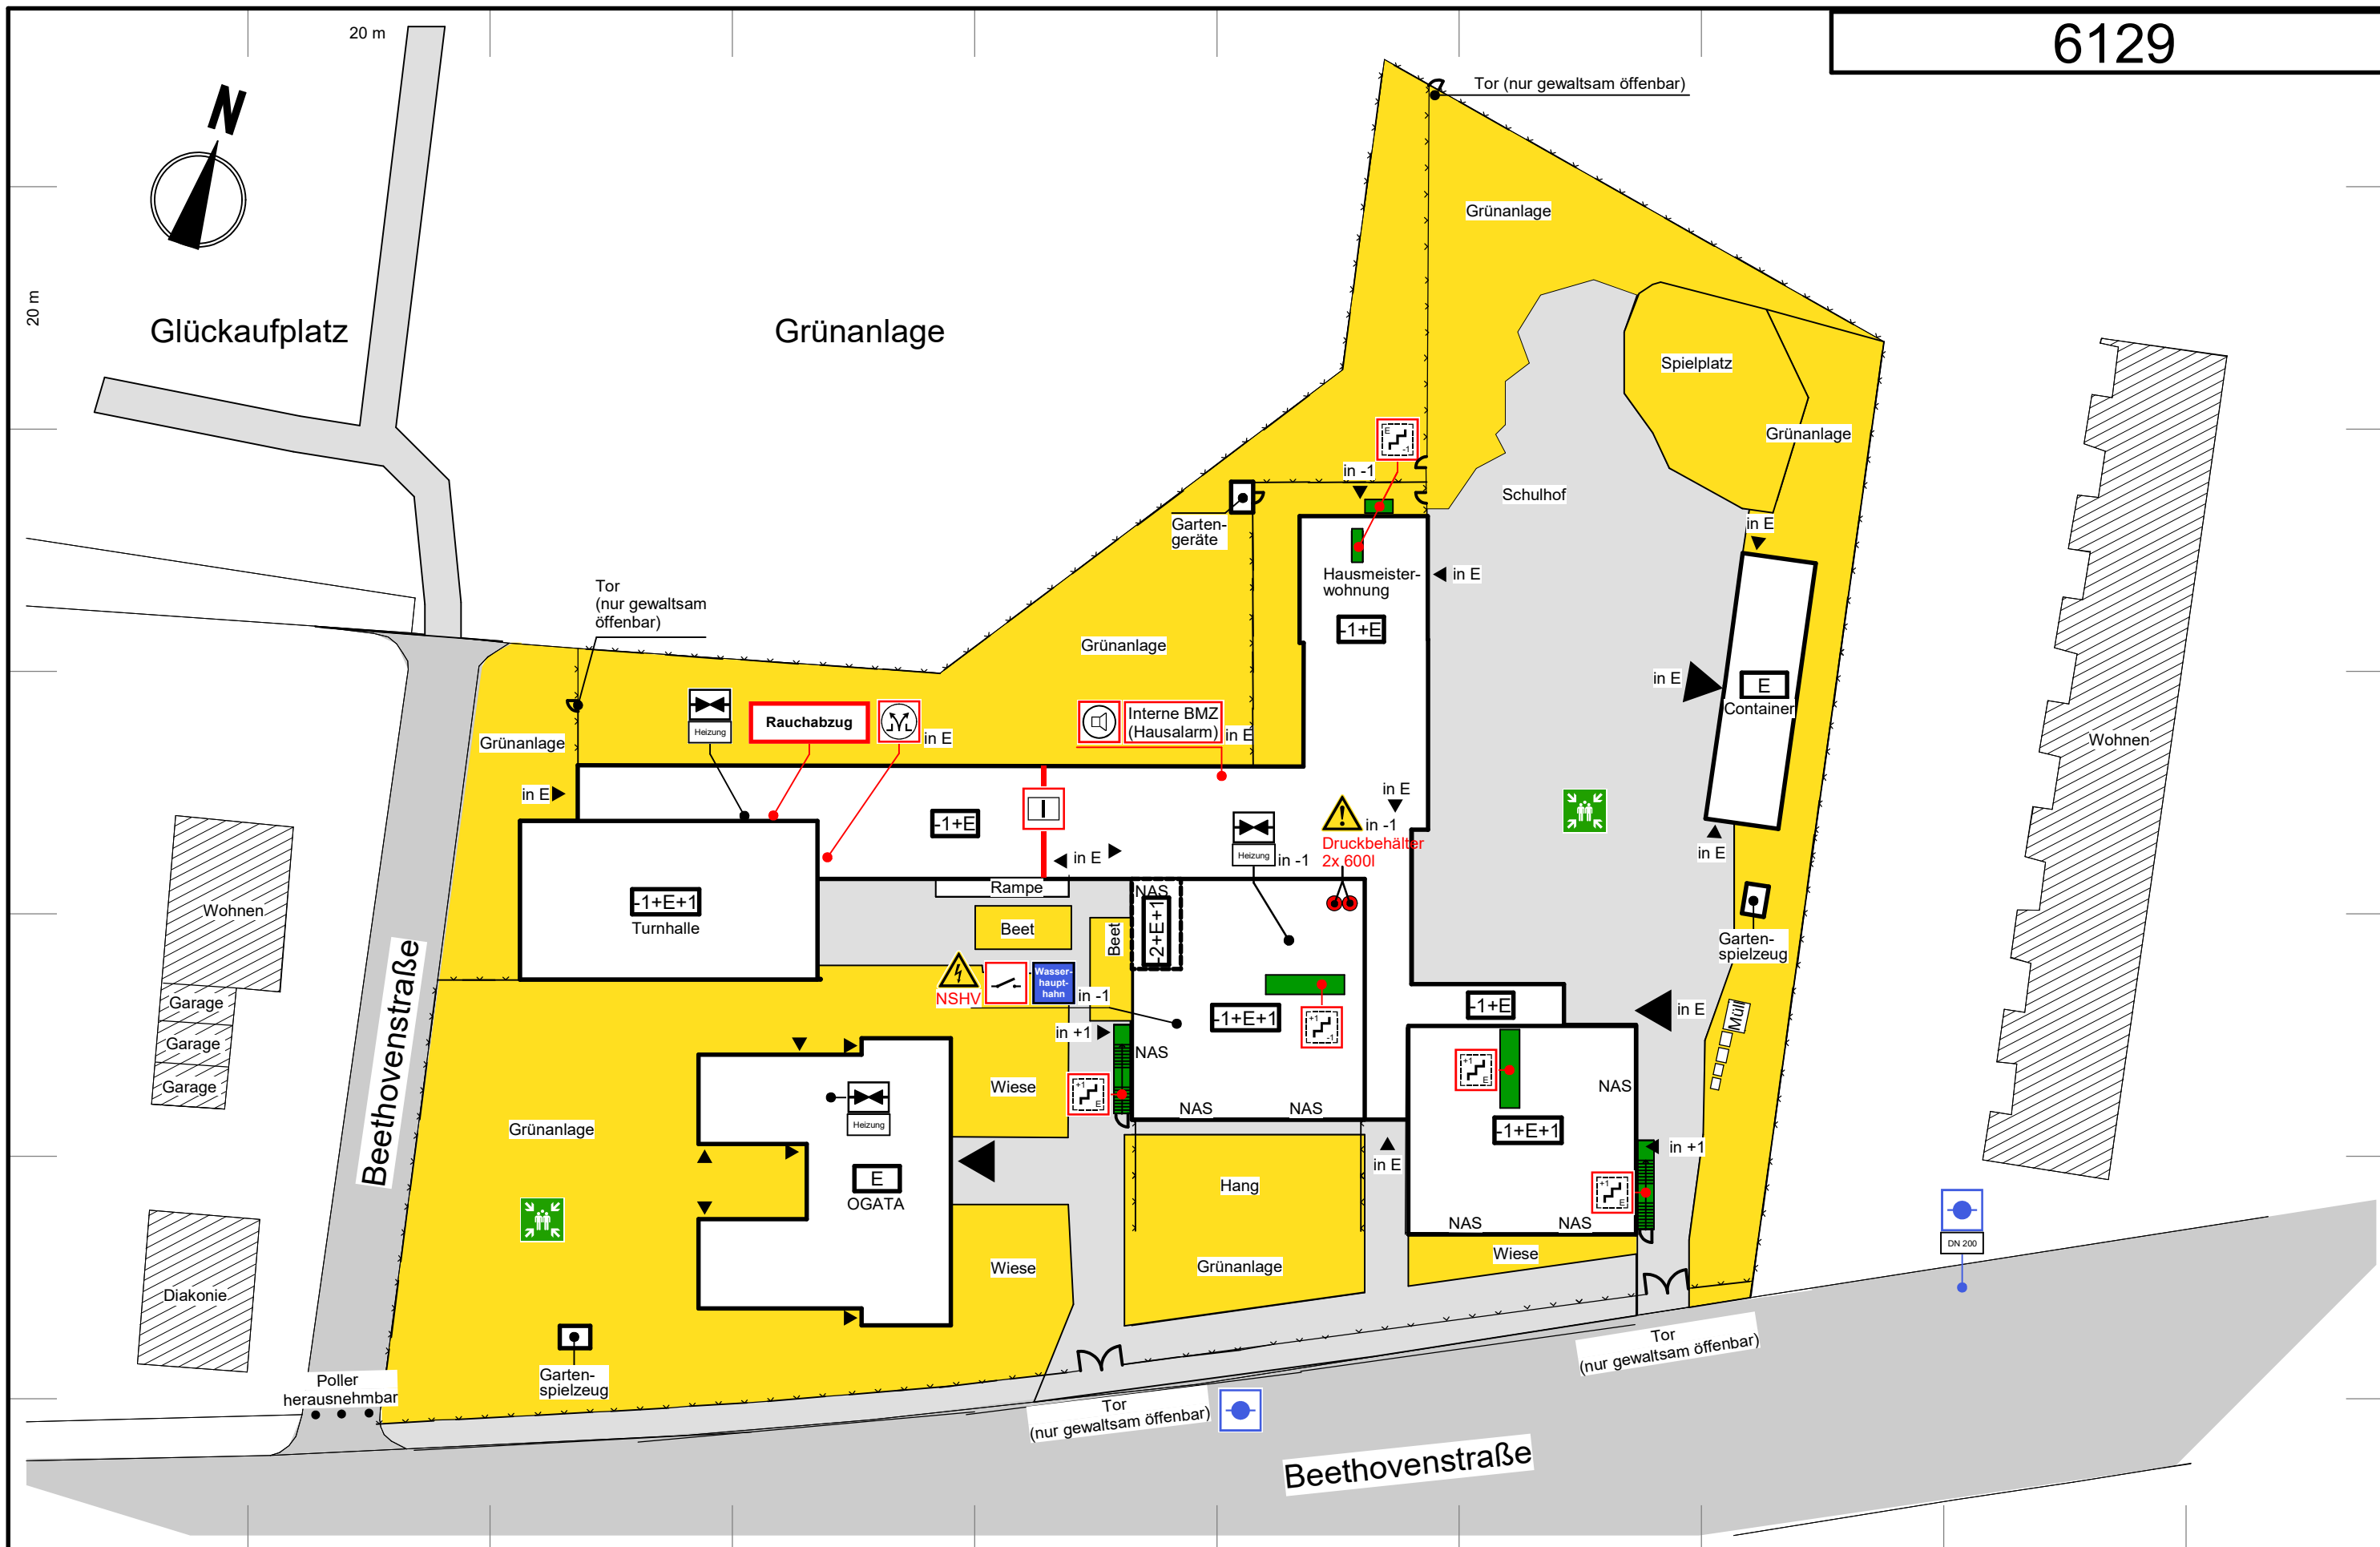 6129
20 m
N
Tor (nur gewaltsam öffenbar)
20 m
Glückaufplatz
Grünanlage
Grünanlage
Spielplatz
Grünanlage
E
-1
in -1
Schulhof
Garten-
geräte
in E
Hausmeister-
wohnung
in E
Tor
(nur gewaltsam
öffenbar)
-1+E
Grünanlage
in E
E
Container
Wohnen
Heizung
Rauchabzug
in E
Interne BMZ
(Hausalarm)
in E
Grünanlage
in E
in E
-1+E
in E
Heizung
in -1
in -1
Druckbehälter
2x 600l
in E
Rampe
NAS
-2+E+1
-1+E+1
Turnhalle
Wohnen
Beet
Beet
Garten-
spielzeug
NSHV
Wasser-
haupt-
hahn
in -1
Garage
Garage
Garage
Beethovenstraße
-1+E+1
+1
-1
-1+E
in E
Müll
in +1
NAS
+1
E
Wiese
+1
E
NAS
NAS
NAS
Heizung
Grünanlage
-1+E+1
in +1
in E
E
OGATA
Hang
+1
E
NAS
NAS
Wiese
DN 200
Wiese
Grünanlage
Diakonie
Tor
(nur gewaltsam öffenbar)
Garten-
spielzeug
Poller
herausnehmbar
Tor
(nur gewaltsam öffenbar)
Beethovenstraße